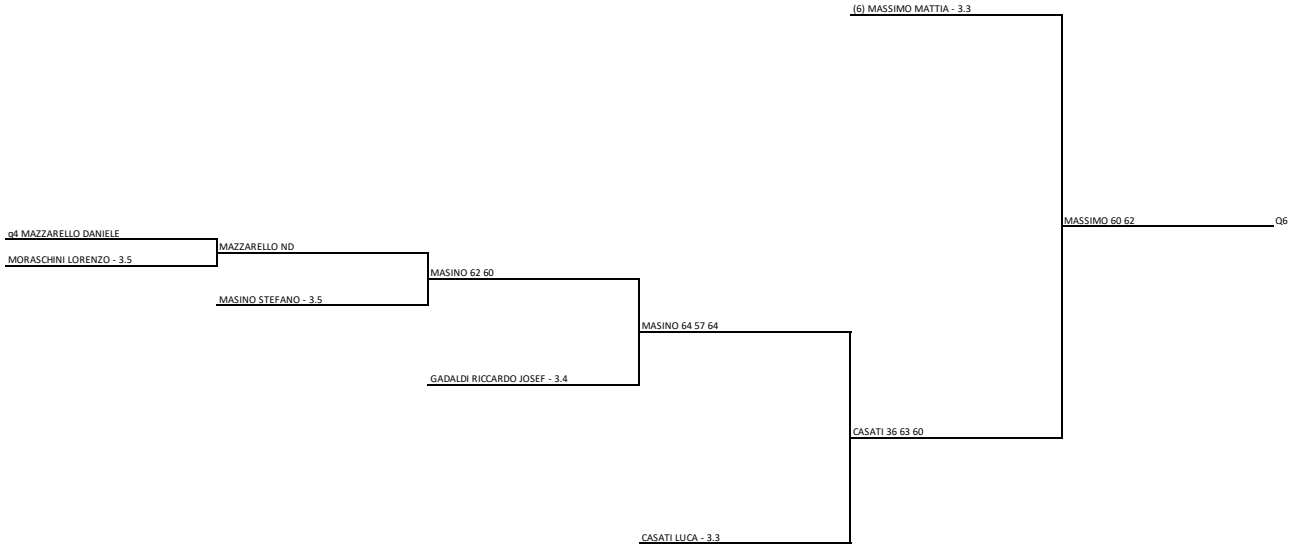 (6) MASSIMO MATTIA - 3.3
MASSIMO 60 62
Q6
q4 MAZZARELLO DANIELE
MAZZARELLO ND
MORASCHINI LORENZO - 3.5
MASINO 62 60
MASINO STEFANO - 3.5
MASINO 64 57 64
GADALDI RICCARDO JOSEF - 3.4
CASATI 36 63 60
CASATI LUCA - 3.3